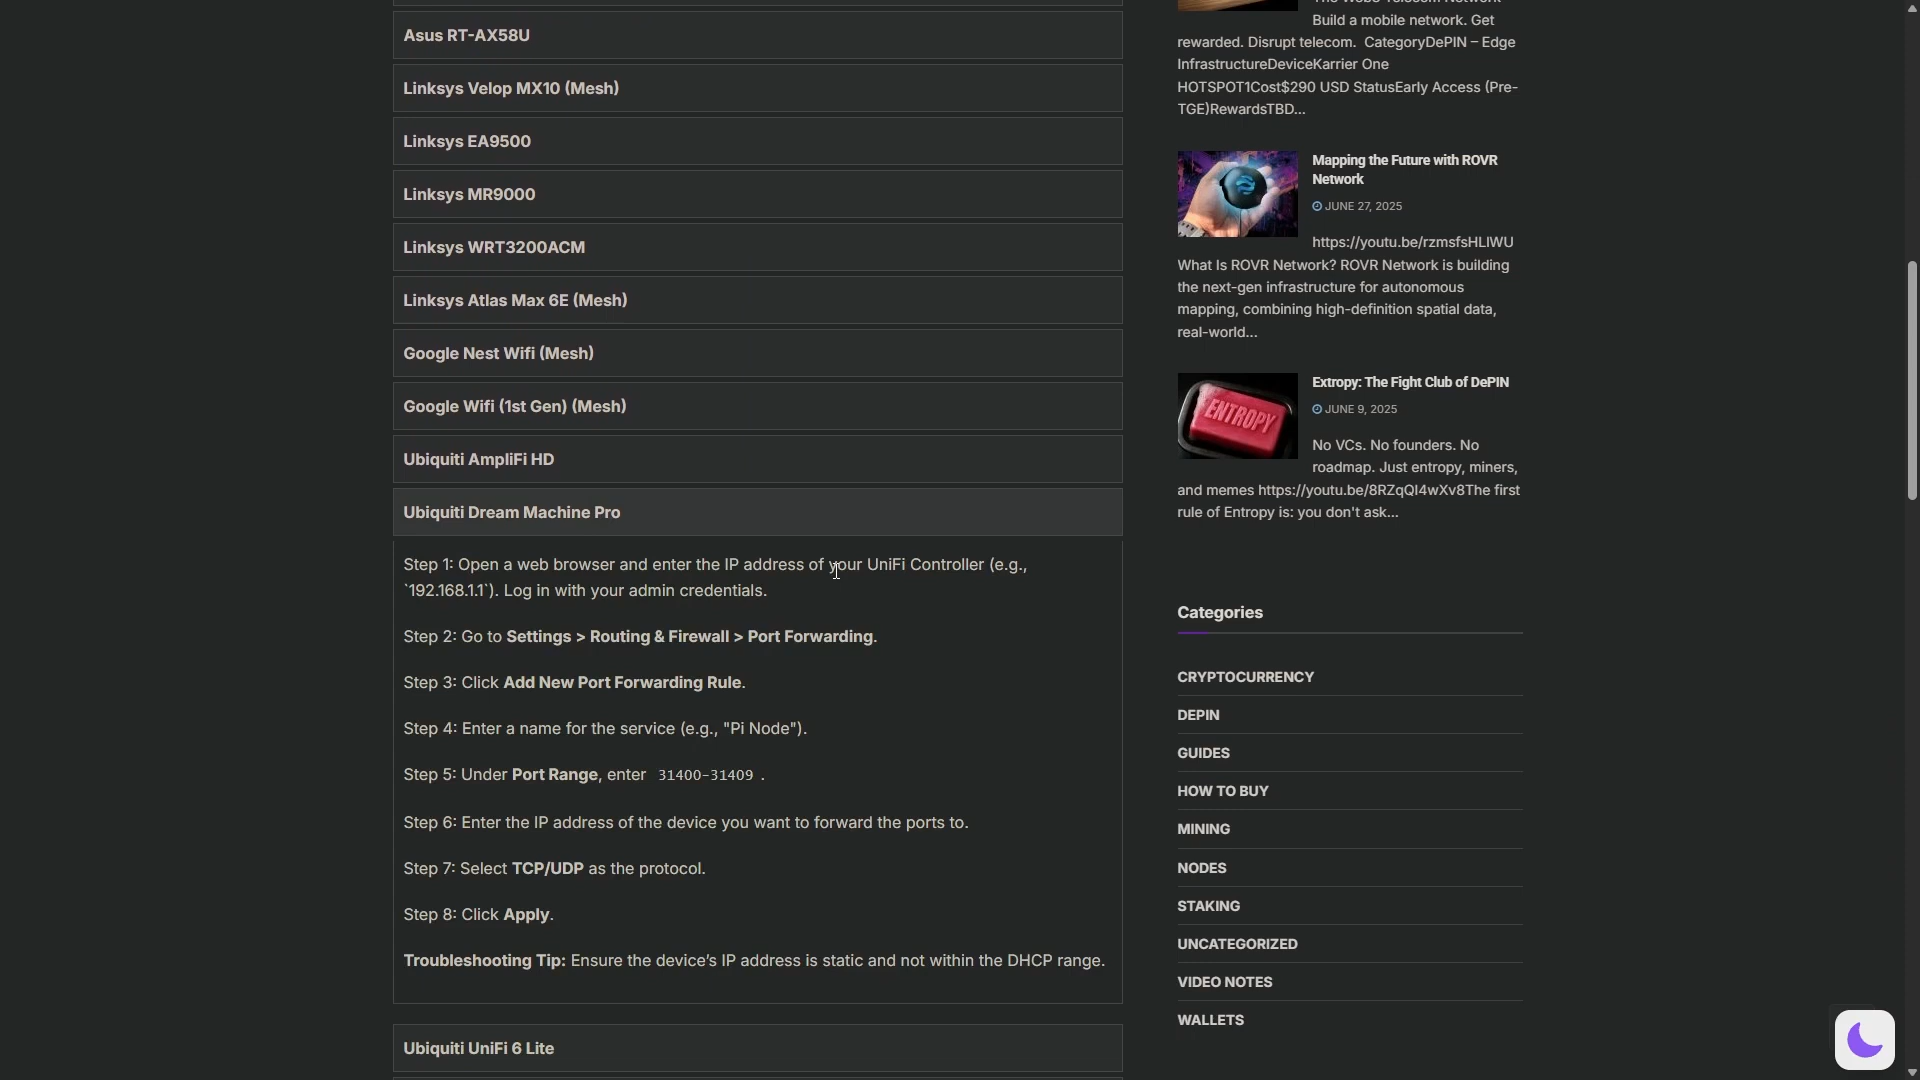 Asus RT-AX58U
Linksys Velop MX10 (Mesh)
Linksys EA9500
Linksys MR9000
Linksys WRT3200ACM
Linksys Atlas Max 6E (Mesh)
Google Nest Wifi (Mesh)
Google Wifi (1st Gen) (Mesh)
Ubiquiti AmpliFi HD
Ubiquiti Dream Machine Pro
Step 1: Open a web browser and enter the IP address of your UniFi Controller (e.g.,
`192.168.1.1`). Log in with your admin credentials.
Step 2: Go to Settings > Routing & Firewall > Port Forwarding.
Step 3: Click Add New Port Forwarding Rule.
Step 4: Enter a name for the service (e.g., "Pi Node").
Step 5: Under Port Range, enter 31400-31409 .
Step 6: Enter the IP address of the device you want to forward the ports to.
Step 7: Select TCP/UDP as the protocol.
Step 8: Click Apply.
Troubleshooting Tip: Ensure the device's IP address is static and not within the DHCP range.
Ubiquiti UniFi 6 Lite
Build a mobile network. Get
rewarded. Disrupt telecom. CategoryDePIN – Edge
InfrastructureDeviceKarrier One
HOTSPOT1Cost$290 USD StatusEarly Access (Pre-
TGE)RewardsTBD...
Mapping the Future with ROVR
Network
JUNE 27, 2025
https://youtu.be/rzmsfsHLIWU
What Is ROVR Network? ROVR Network is building
the next-gen infrastructure for autonomous
mapping, combining high-definition spatial data,
real-world...
ENTROPY
Extropy: The Fight Club of DePIN
JUNE 9, 2025
No VCs. No founders. No
roadmap. Just entropy, miners,
and memes https://youtu.be/8RZqQI4wXv8The first
rule of Entropy is: you don't ask...
Categories
CRYPTOCURRENCY
DEPIN
GUIDES
HOW TO BUY
MINING
NODES
STAKING
UNCATEGORIZED
VIDEO NOTES
WALLETS